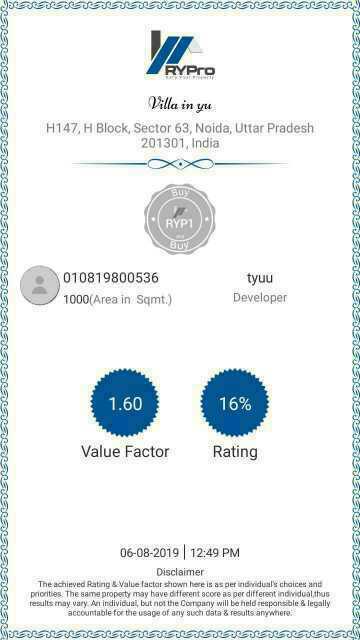 RYPro
Rate Your Property
Villa in yu
H147, H Block, Sector 63, Noida, Uttar Pradesh
201301, India
Buy
RYP1
Buy
010819800536
tyuu
1000(Area in Sqmt.)
Developer
1.60
16%
Value Factor
Rating
06-08-2019 | 12:49 PM
Disclaimer
The achieved Rating & Value factor shown here is as per individual's choices and
priorities. The same property may have different score as per different individual,thus
results may vary. An individual, but not the Company will be held responsible & legally
accountable for the usage of any such data & results anywhere.